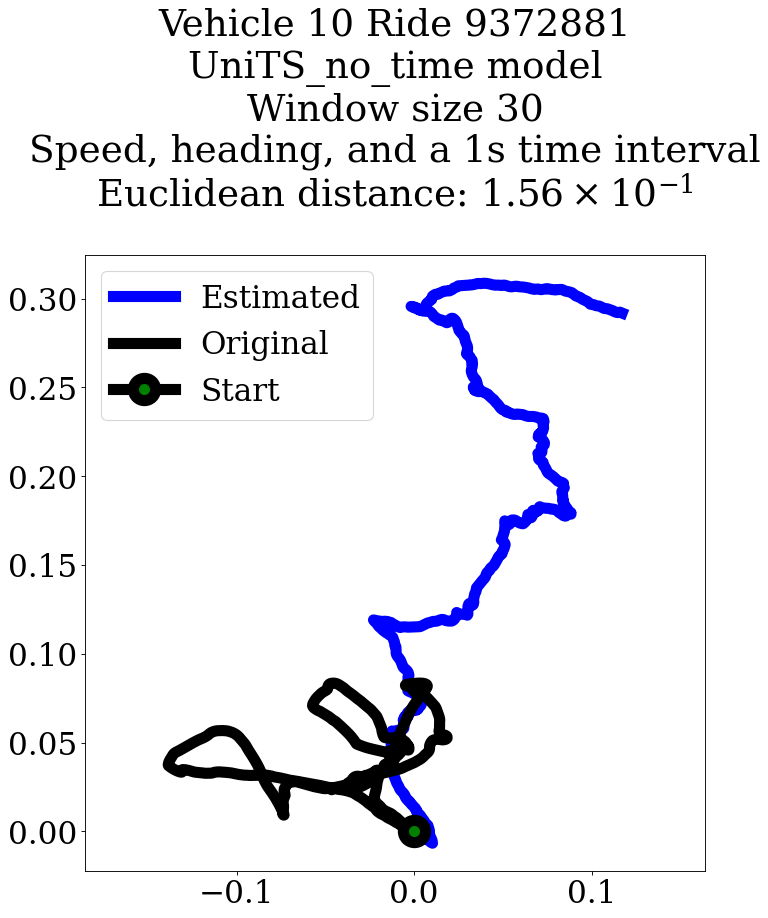 Vehicle 10 Ride 9372881
UniTS_no_time model
Window size 30
Speed, heading, and a 1s time interval
Euclidean distance: 1.56 × 10⁻¹
Estimated
Original
Start
0.30
0.25
0.20
0.15
0.10
0.05
0.00
−0.1
0.0
0.1